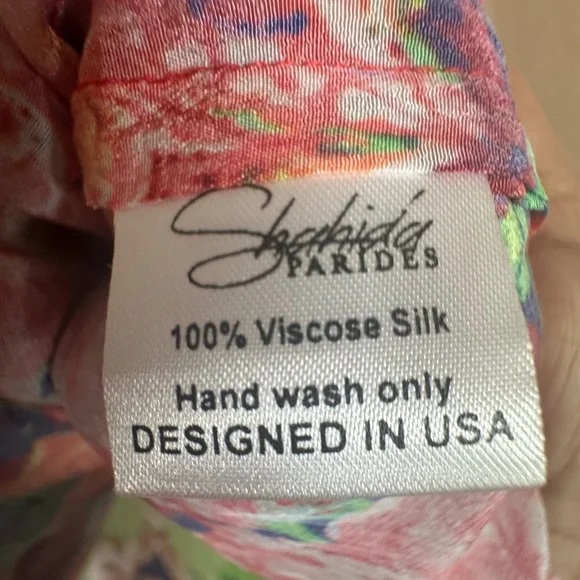 Shahida
PARIDES
100% Viscose Silk
Hand wash only
DESIGNED IN USA